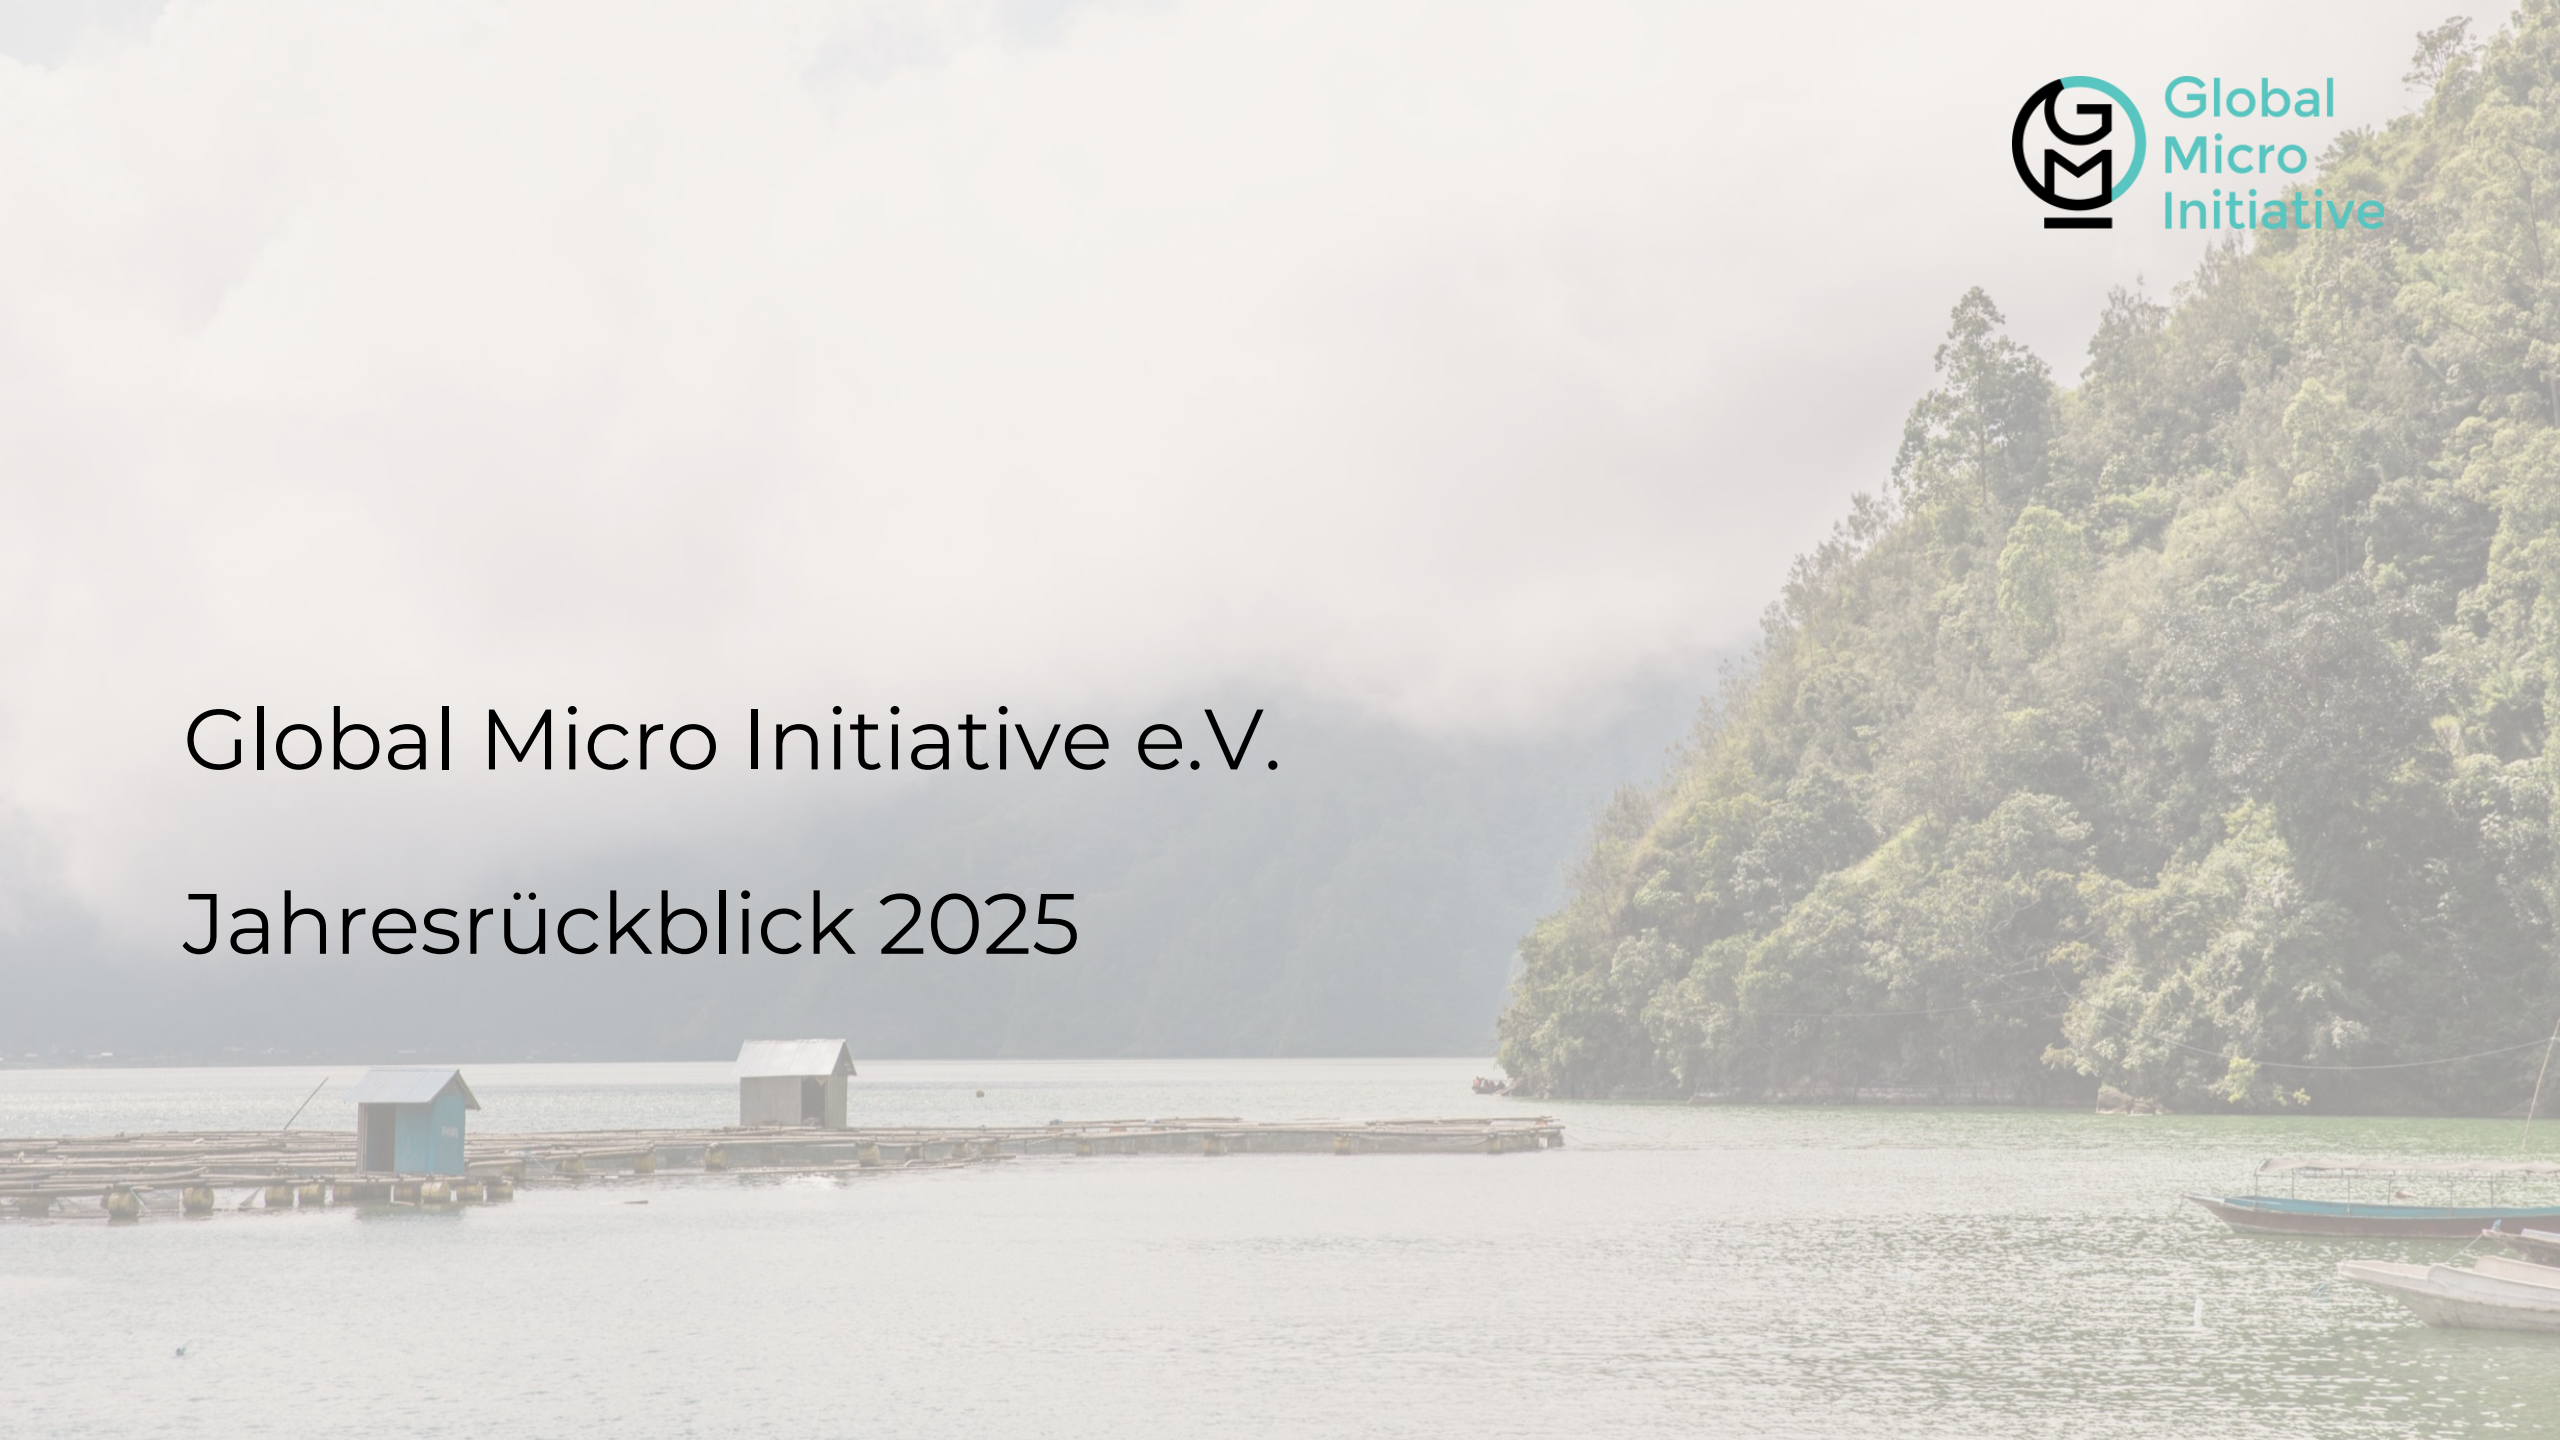 Global
Micro
Initiative
Global Micro Initiative e.V.
Jahresrückblick 2025